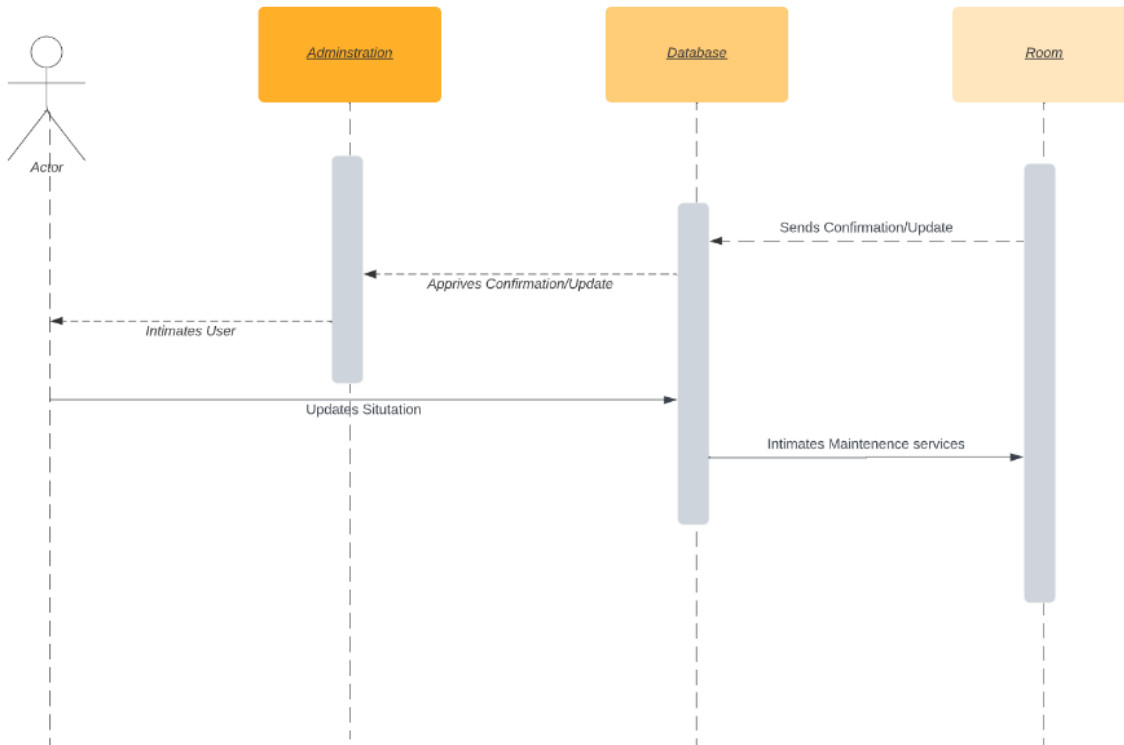 Adminstration
Database
Room
Actor
Sends Confirmation/Update
Apprives Confirmation/Update
Intimates User
Updates Situtation
Intimates Maintenence services